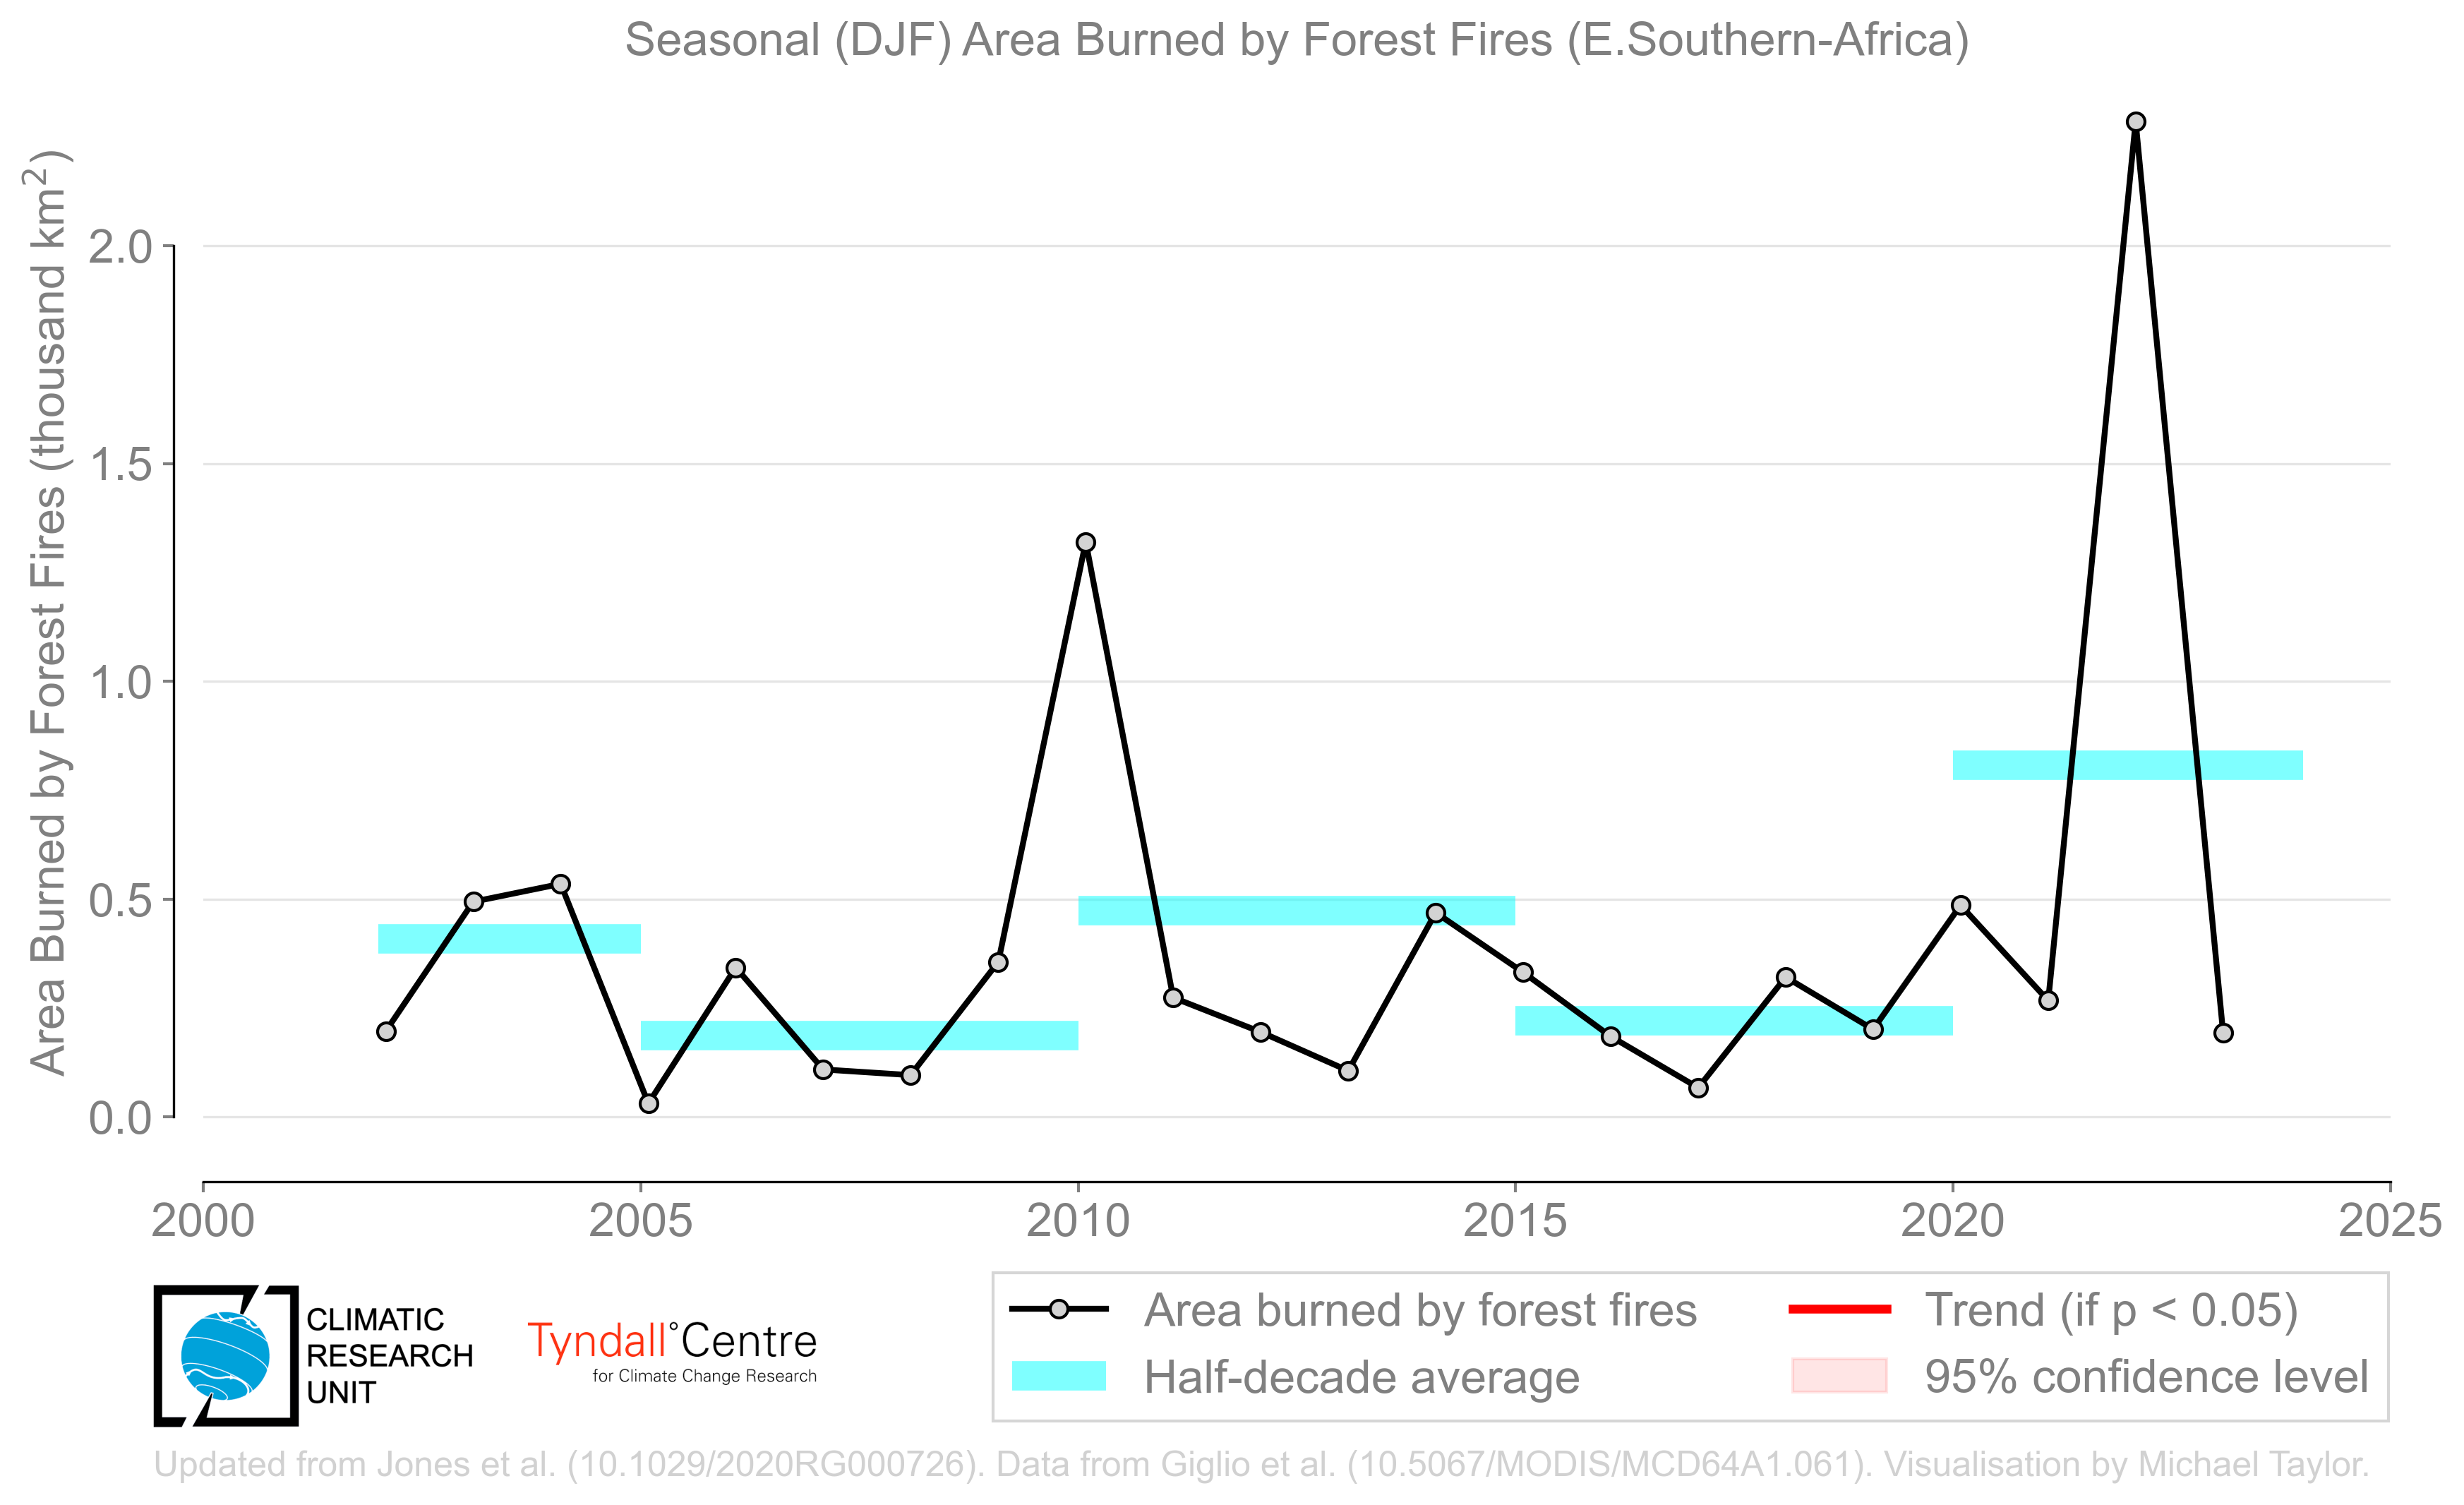 Seasonal (DJF) Area Burned by Forest Fires (E.Southern-Africa)
Area Burned by Forest Fires (thousand km²)
2.0
1.5
1.0
0.5
0.0
2000 2005 2010 2015 2020 2025
CLIMATIC
RESEARCH
UNIT
Tyndall°Centre
for Climate Change Research
Area burned by forest fires
Half-decade average
Trend (if p < 0.05)
95% confidence level
Updated from Jones et al. (10.1029/2020RG000726). Data from Giglio et al. (10.5067/MODIS/MCD64A1.061). Visualisation by Michael Taylor.